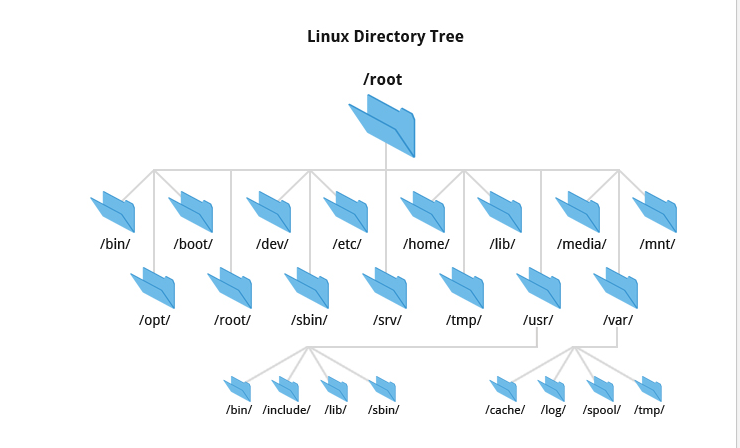 Linux Directory Tree
/root
/bin/ /boot/ /dev/ /etc/ /home/ /lib/ /media/ /mnt/
/opt/ /root/ /sbin/ /srv/ /tmp/ /usr/ /var/
/bin/ /include/ /lib/ /sbin/ /cache/ /log/ /spool/ /tmp/